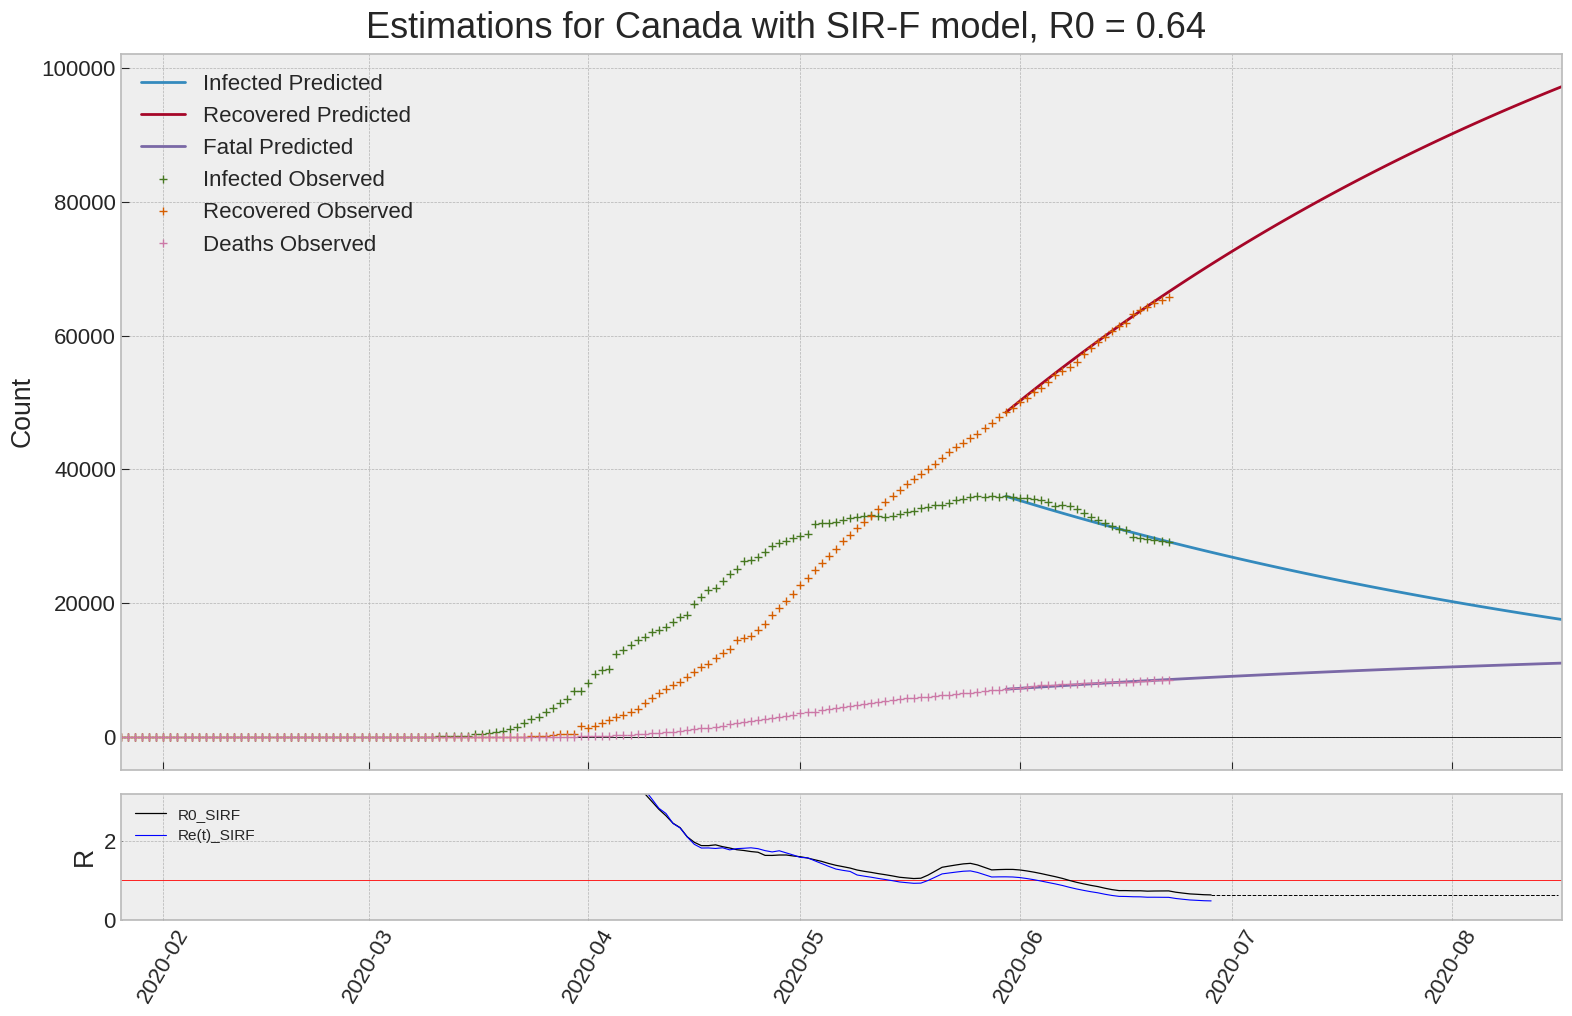 Estimations for Canada with SIR-F model, R0 = 0.64
100000
80000
60000
40000
20000
0
Count
Infected Predicted
Recovered Predicted
Fatal Predicted
Infected Observed
Recovered Observed
Deaths Observed
R0_SIRF
Re(t)_SIRF
2
0
R
2020-02
2020-03
2020-04
2020-05
2020-06
2020-07
2020-08